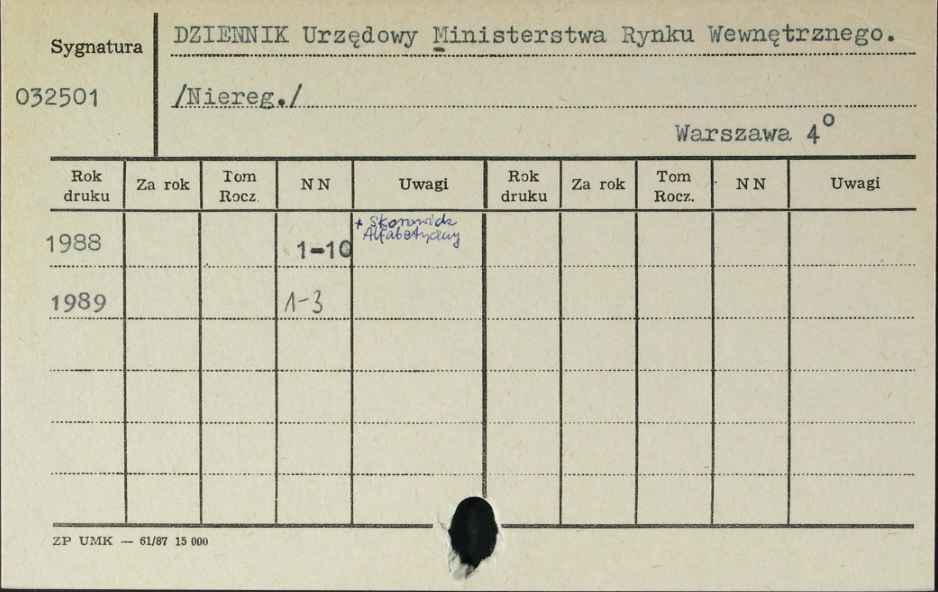 Sygnatura
DZIENNIK Urzędowy Ministerstwa Rynku Wewnętrznego.
032501
/Niereg./
Warszawa 4°
Rok druku Za rok Tom Rocz. NN Uwagi Rok druku Za rok Tom Rocz. NN Uwagi
1988 1-10 + Skorowidz Alfabetyczny
1989 1-3
ZP UMK — 61/87 15 000